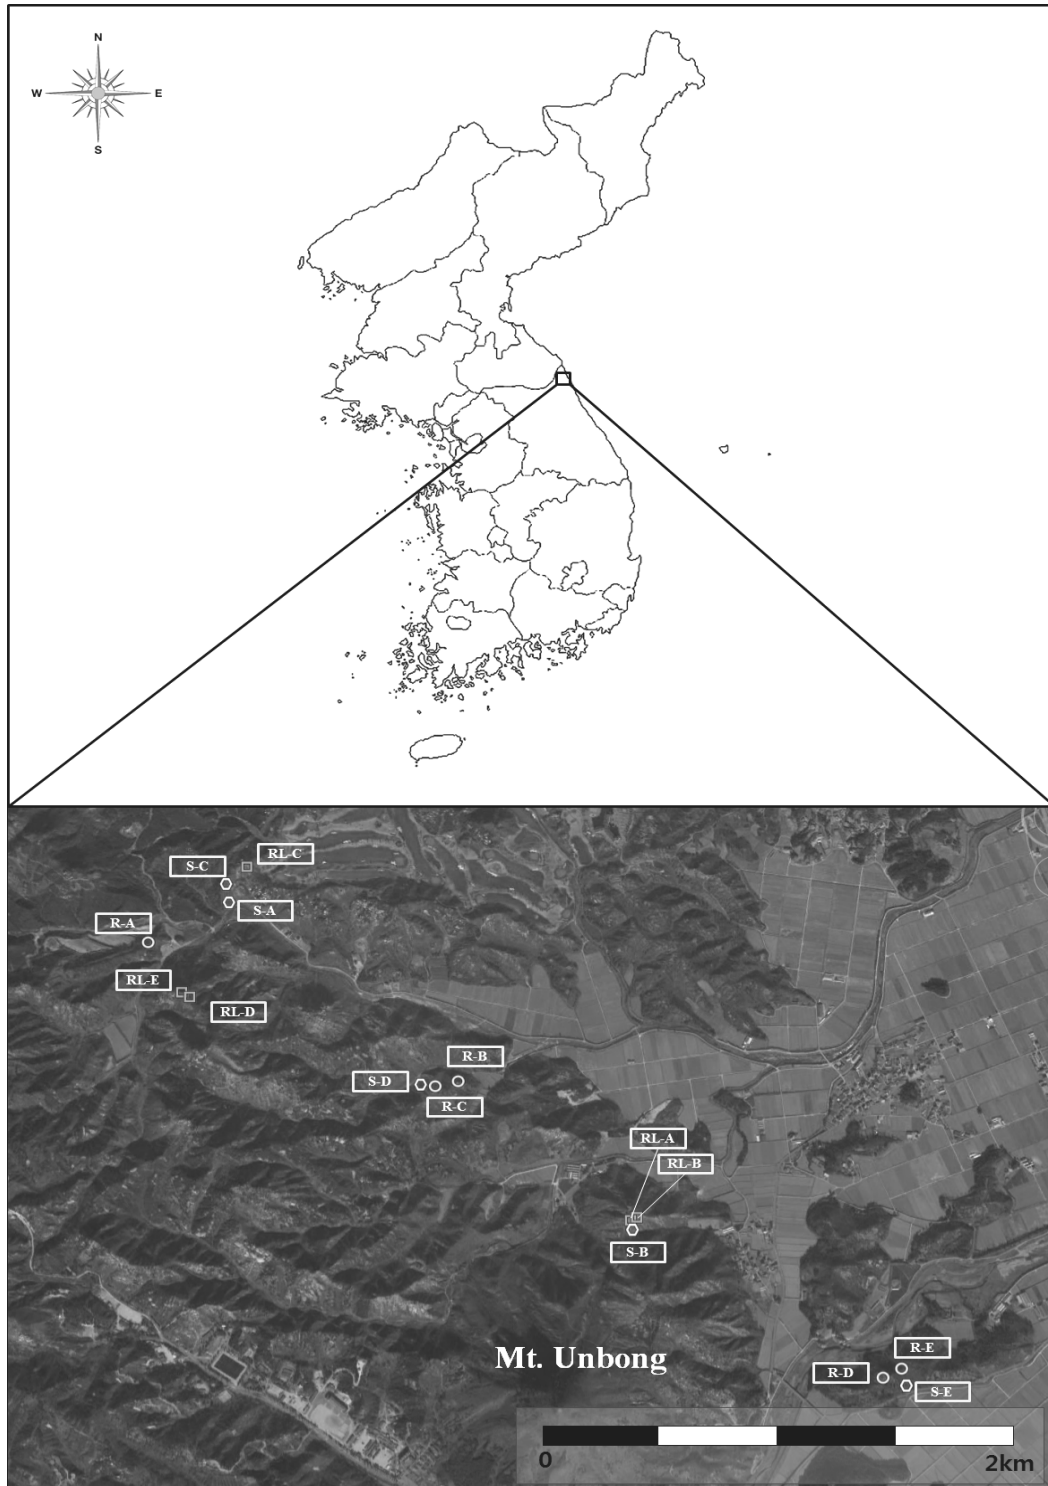 N
W E
S
RL-C
S-C
S-A
R-A
RL-E
RL-D
R-B
S-D
R-C
RL-A
RL-B
S-B
Mt. Unbong
R-E
R-D
S-E
0 2km